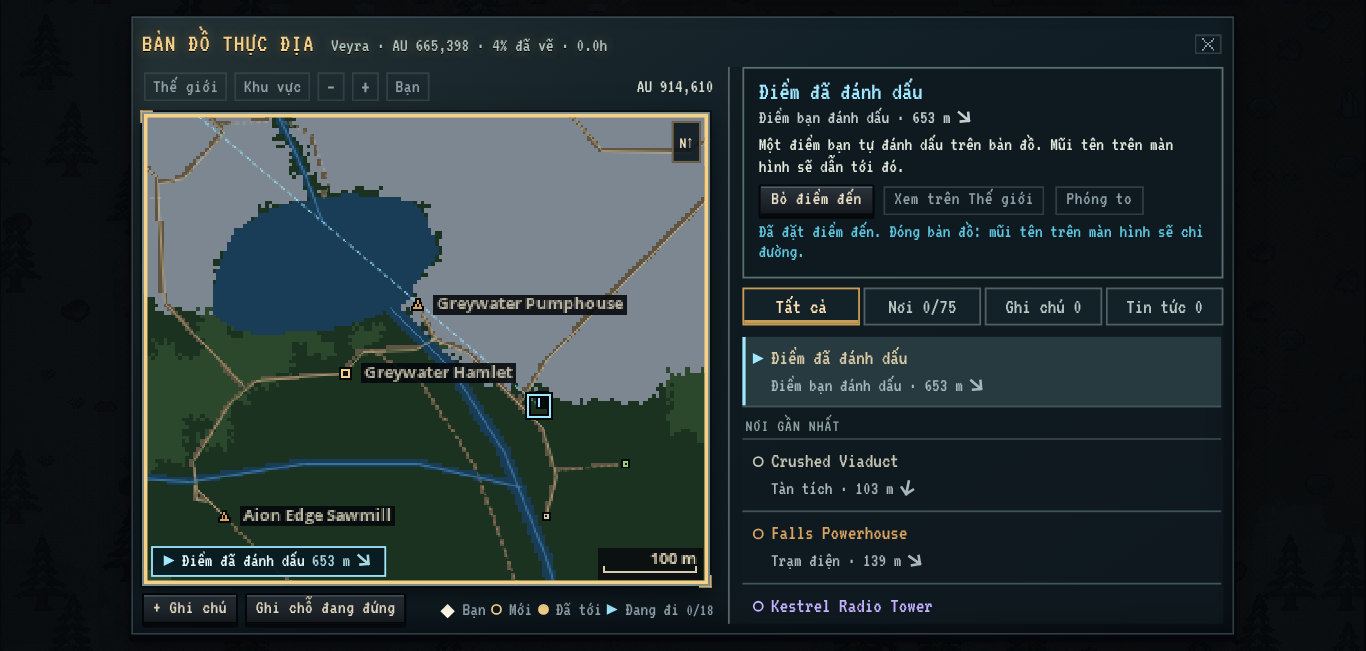 BẢN ĐỒ THỰC ĐỊA Veyra · AU 665,398 · 4% đã vẽ · 0.0h
Thế giới Khu vực - + Bạn AU 914,610
N↑
Greywater Pumphouse
Greywater Hamlet
Aion Edge Sawmill
▶ Điểm đã đánh dấu 653 m ↘
100 m
+ Ghi chú Ghi chỗ đang đứng Bạn Mới Đã tới Đang đi 0/18
Điểm đã đánh dấu
Điểm bạn đánh dấu · 653 m ↘
Một điểm bạn tự đánh dấu trên bản đồ. Mũi tên trên màn
hình sẽ dẫn tới đó.
Bỏ điểm đến Xem trên Thế giới Phóng to
Đã đặt điểm đến. Đóng bản đồ: mũi tên trên màn hình sẽ chỉ
đường.
Tất cả Nơi 0/75 Ghi chú 0 Tin tức 0
▶ Điểm đã đánh dấu
Điểm bạn đánh dấu · 653 m ↘
NƠI GẦN NHẤT
Crushed Viaduct
Tàn tích · 103 m ↓
Falls Powerhouse
Trạm điện · 139 m ↘
Kestrel Radio Tower